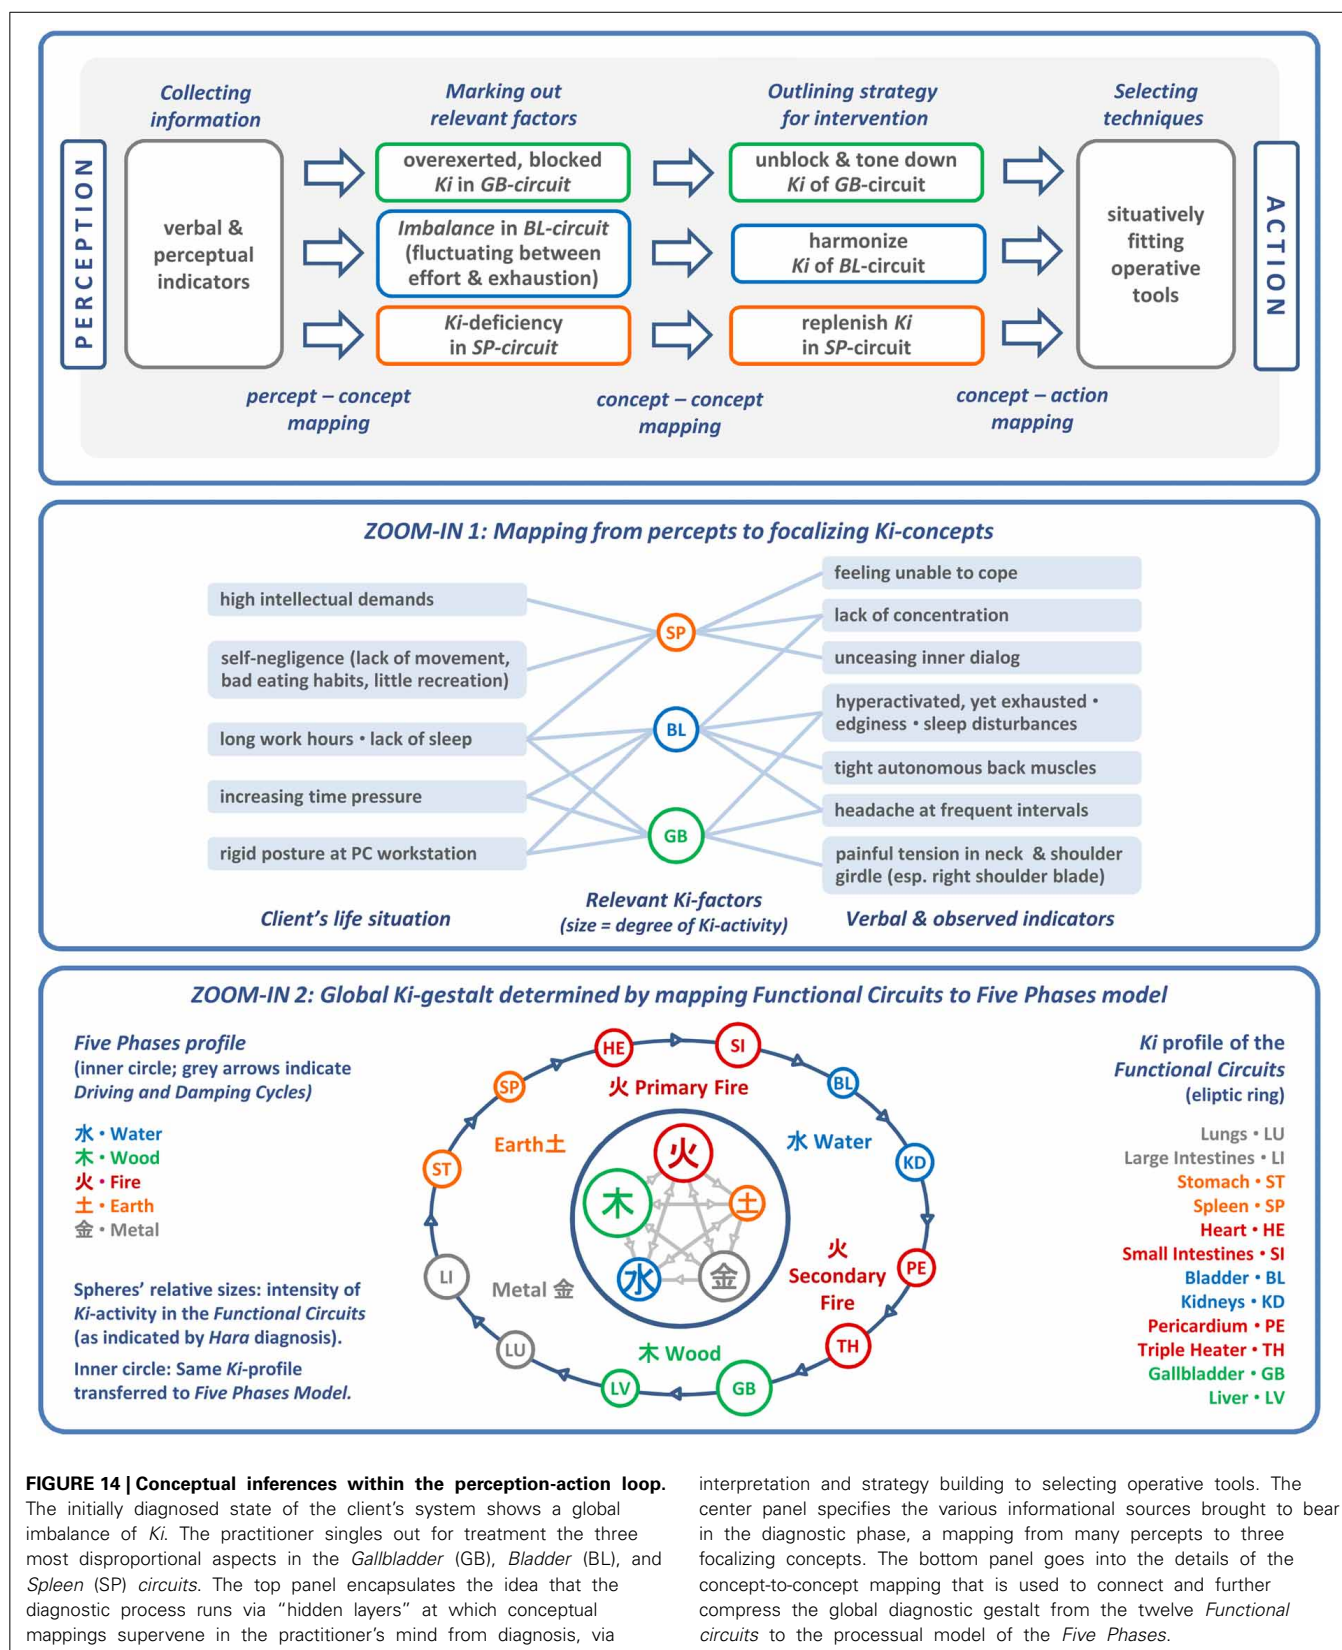 Collecting
information
Marking out
relevant factors
Outlining strategy
for intervention
Selecting
techniques
PERCEPTION
verbal &
perceptual
indicators
overexerted, blocked
Ki in GB-circuit
Imbalance in BL-circuit
(fluctuating between
effort & exhaustion)
Ki-deficiency
in SP-circuit
unblock & tone down
Ki of GB-circuit
harmonize
Ki of BL-circuit
replenish Ki
in SP-circuit
situatively
fitting
operative
tools
ACTION
percept – concept
mapping
concept – concept
mapping
concept – action
mapping
ZOOM-IN 1: Mapping from percepts to focalizing Ki-concepts
high intellectual demands
self-negligence (lack of movement,
bad eating habits, little recreation)
long work hours • lack of sleep
increasing time pressure
rigid posture at PC workstation
Client's life situation
SP
BL
GB
Relevant Ki-factors
(size = degree of Ki-activity)
feeling unable to cope
lack of concentration
unceasing inner dialog
hyperactivated, yet exhausted •
edginess • sleep disturbances
tight autonomous back muscles
headache at frequent intervals
painful tension in neck & shoulder
girdle (esp. right shoulder blade)
Verbal & observed indicators
ZOOM-IN 2: Global Ki-gestalt determined by mapping Functional Circuits to Five Phases model
Five Phases profile
(inner circle; grey arrows indicate
Driving and Damping Cycles)
水 • Water
木 • Wood
火 • Fire
土 • Earth
金 • Metal
Spheres' relative sizes: intensity of
Ki-activity in the Functional Circuits
(as indicated by Hara diagnosis).
Inner circle: Same Ki-profile
transferred to Five Phases Model.
HE
SI
SP
BL
火 Primary Fire
Earth土
水 Water
ST
KD
火
木
土
水
金
火
Secondary
Fire
PE
LI
Metal 金
LU
TH
木 Wood
LV
GB
Ki profile of the
Functional Circuits
(eliptic ring)
Lungs • LU
Large Intestines • LI
Stomach • ST
Spleen • SP
Heart • HE
Small Intestines • SI
Bladder • BL
Kidneys • KD
Pericardium • PE
Triple Heater • TH
Gallbladder • GB
Liver • LV
FIGURE 14 | Conceptual inferences within the perception-action loop.
The initially diagnosed state of the client's system shows a global
imbalance of Ki. The practitioner singles out for treatment the three
most disproportional aspects in the Gallbladder (GB), Bladder (BL), and
Spleen (SP) circuits. The top panel encapsulates the idea that the
diagnostic process runs via "hidden layers" at which conceptual
mappings supervene in the practitioner's mind from diagnosis, via
interpretation and strategy building to selecting operative tools. The
center panel specifies the various informational sources brought to bear
in the diagnostic phase, a mapping from many percepts to three
focalizing concepts. The bottom panel goes into the details of the
concept-to-concept mapping that is used to connect and further
compress the global diagnostic gestalt from the twelve Functional
circuits to the processual model of the Five Phases.